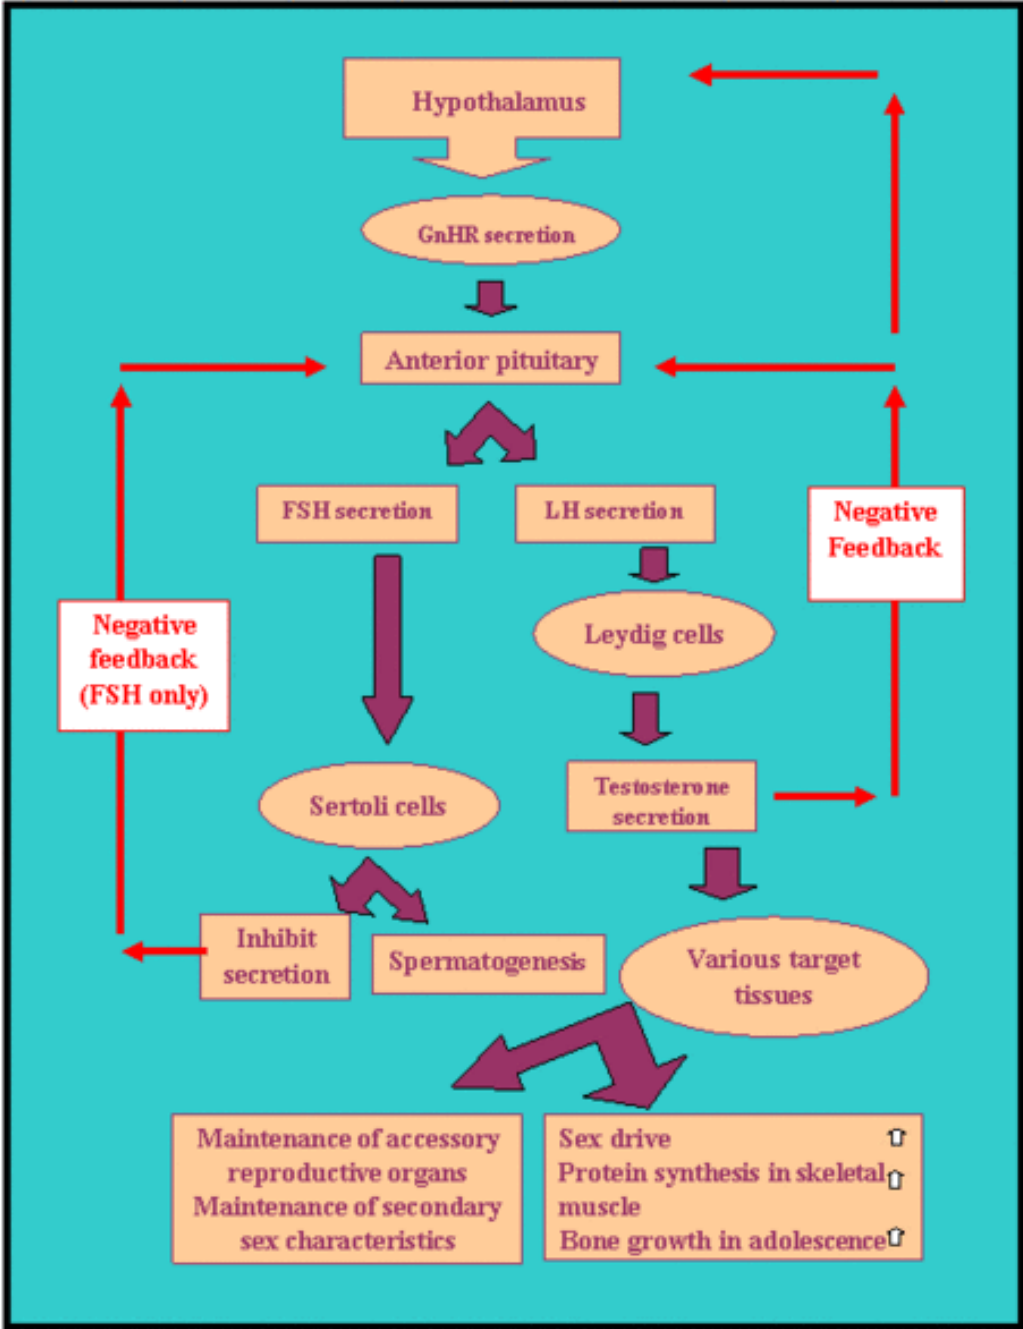 Hypothalamus
GnHR secretion
Anterior pituitary
FSH secretion
LH secretion
Negative
Feedback
Leydig cells
Negative
feedback
(FSH only)
Testosterone
secretion
Sertoli cells
Inhibit
secretion
Spermatogenesis
Various target
tissues
Maintenance of accessory
reproductive organs
Maintenance of secondary
sex characteristics
Sex drive
Protein synthesis in skeletal
muscle
Bone growth in adolescence